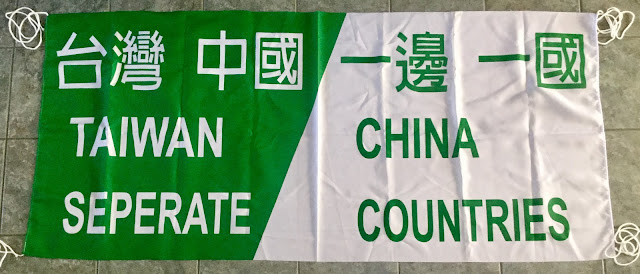 台灣 中國 一邊 一國
TAIWAN CHINA
SEPERATE COUNTRIES